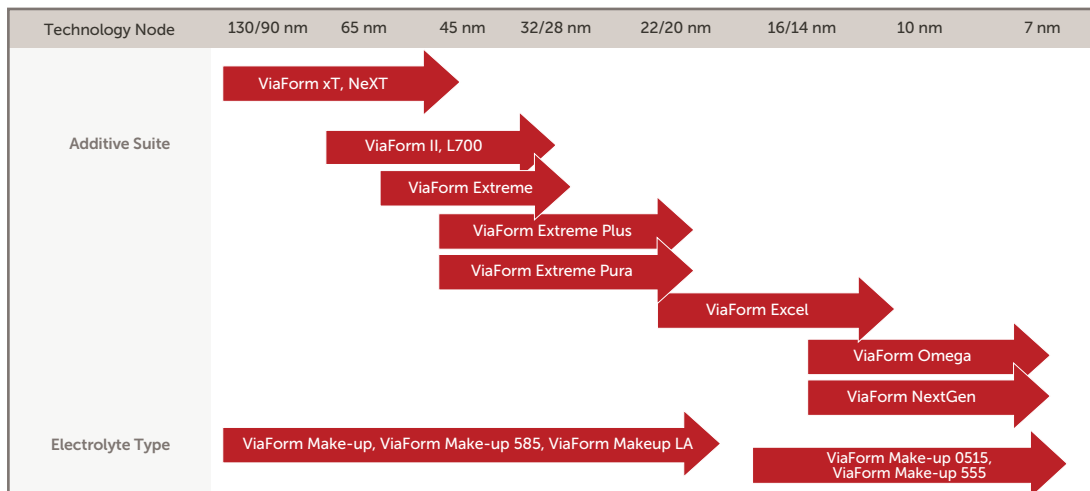 Technology Node 130/90 nm 65 nm 45 nm 32/28 nm 22/20 nm 16/14 nm 10 nm 7 nm
ViaForm xT, NeXT
Additive Suite
ViaForm II, L700
ViaForm Extreme
ViaForm Extreme Plus
ViaForm Extreme Pura
ViaForm Excel
ViaForm Omega
ViaForm NextGen
Electrolyte Type
ViaForm Make-up, ViaForm Make-up 585, ViaForm Makeup LA
ViaForm Make-up 0515,
ViaForm Make-up 555